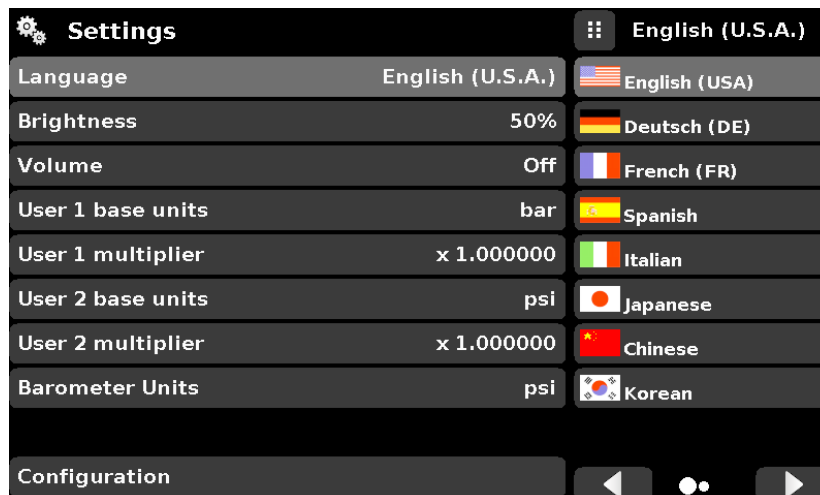 Settings
Language English (U.S.A.)
Brightness 50%
Volume Off
User 1 base units bar
User 1 multiplier x 1.000000
User 2 base units psi
User 2 multiplier x 1.000000
Barometer Units psi
Configuration
English (U.S.A.)
English (USA)
Deutsch (DE)
French (FR)
Spanish
Italian
Japanese
Chinese
Korean